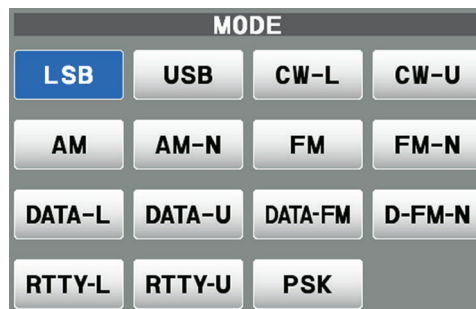 MODE
LSB USB CW-L CW-U
AM AM-N FM FM-N
DATA-L DATA-U DATA-FM D-FM-N
RTTY-L RTTY-U PSK